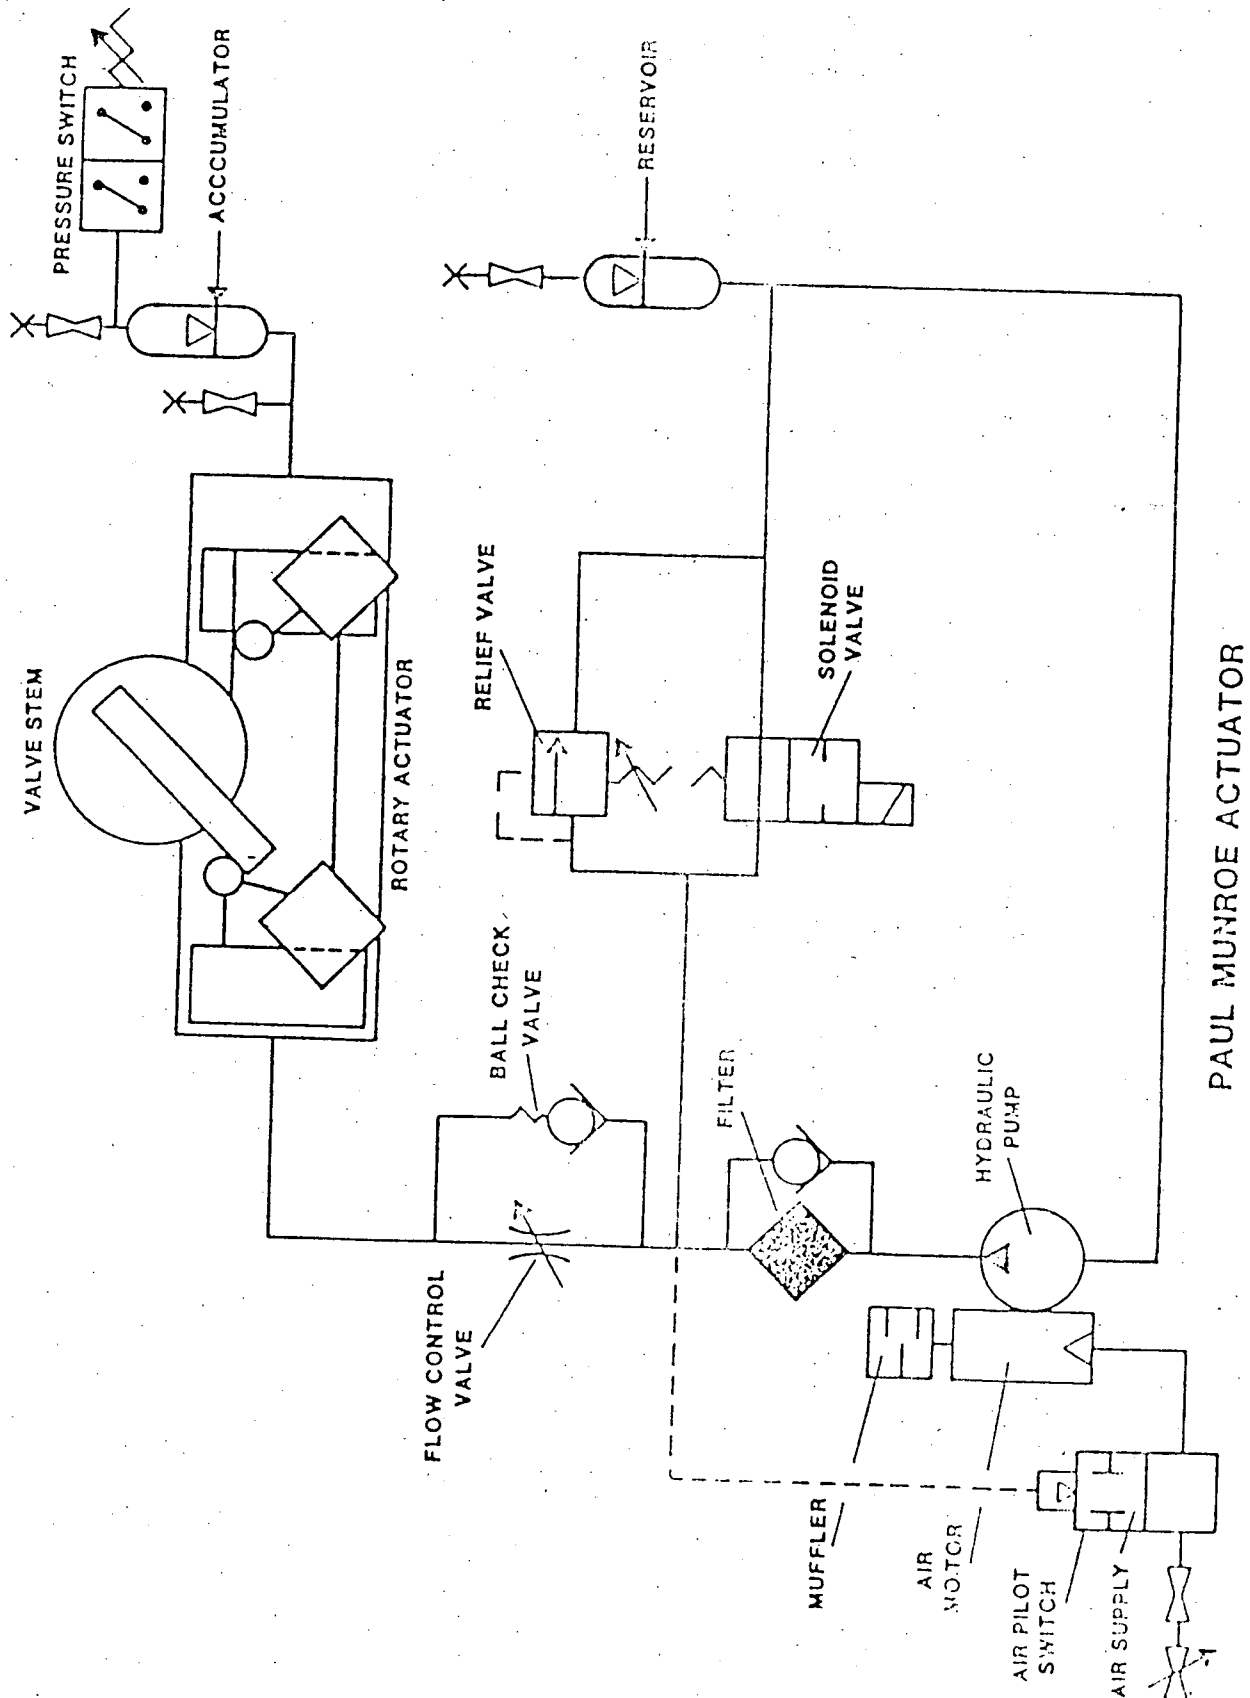 PRESSURE SWITCH
ACCCUMULATOR
VALVE STEM
ROTARY ACTUATOR
RESERVOIR
RELIEF VALVE
SOLENOID
VALVE
BALL CHECK
VALVE
FLOW CONTROL
VALVE
FILTER
HYDRAULIC
PUMP
MUFFLER
AIR
MOTOR
AIR PILOT
SWITCH
AIR SUPPLY
PAUL MUNROE ACTUATOR